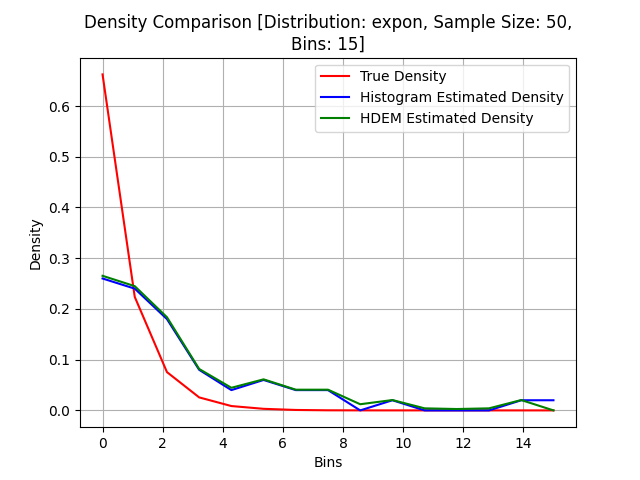 Density Comparison [Distribution: expon, Sample Size: 50,
Bins: 15]
True Density
Histogram Estimated Density
HDEM Estimated Density
Density
0.6
0.5
0.4
0.3
0.2
0.1
0.0
0 2 4 6 8 10 12 14
Bins